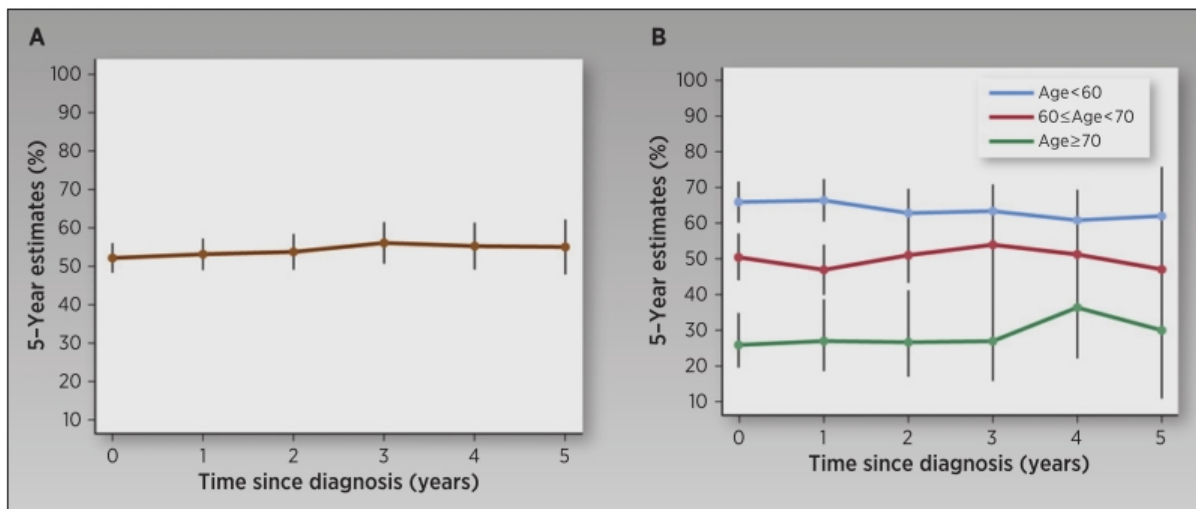 A
5-Year estimates (%)
100
90
80
70
60
50
40
30
20
10
0 1 2 3 4 5
Time since diagnosis (years)
B
5-Year estimates (%)
100
90
80
70
60
50
40
30
20
10
Age<60
60≤Age<70
Age≥70
0 1 2 3 4 5
Time since diagnosis (years)